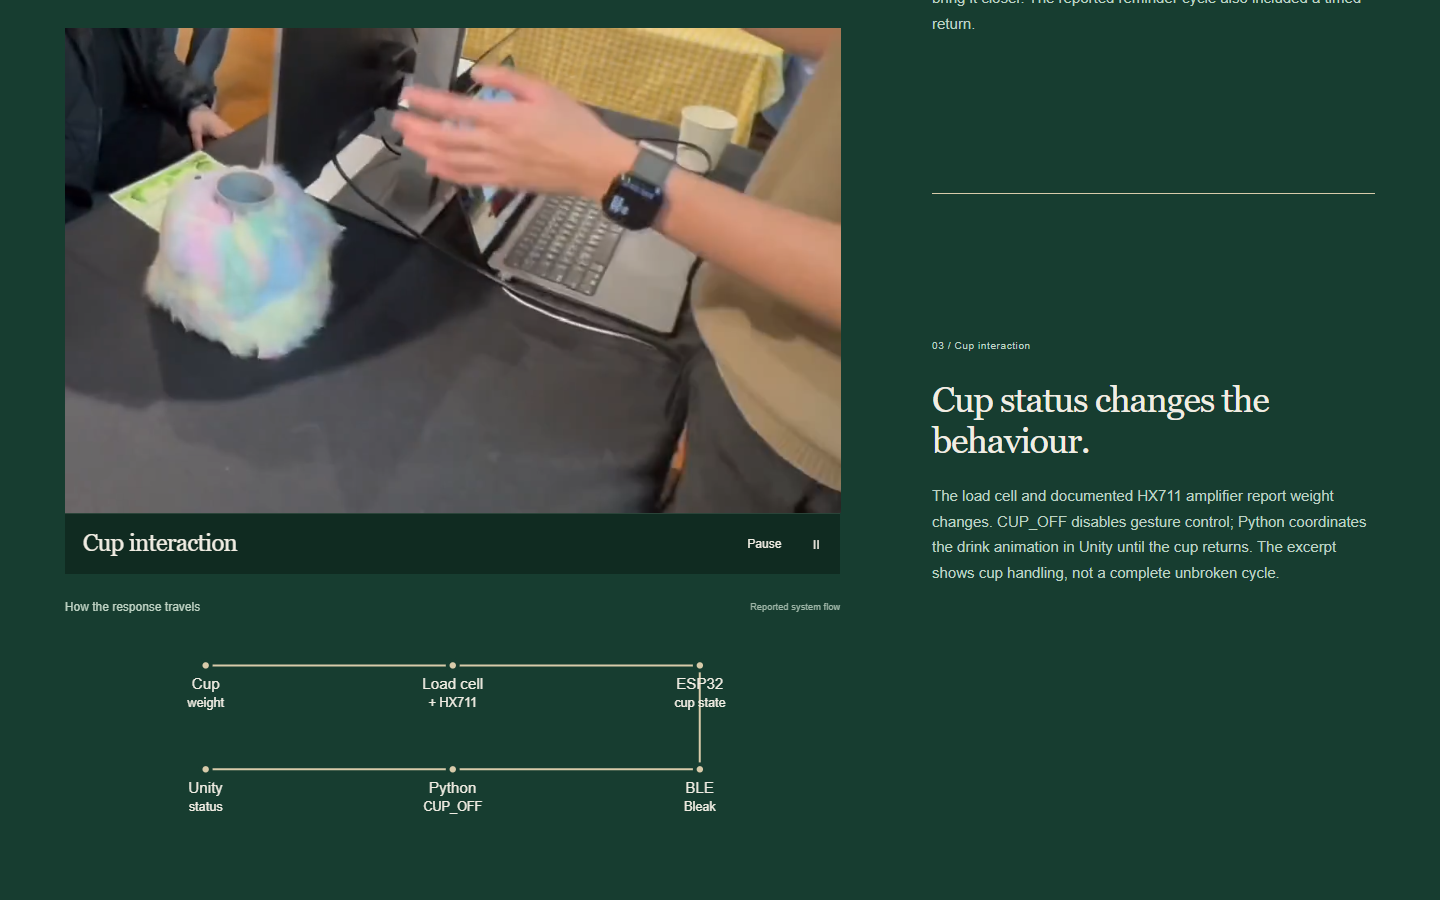 return.
03 / Cup interaction
Cup status changes the
behaviour.
The load cell and documented HX711 amplifier report weight
changes. CUP_OFF disables gesture control; Python coordinates
the drink animation in Unity until the cup returns. The excerpt
shows cup handling, not a complete unbroken cycle.
Cup interaction
Pause
How the response travels
Reported system flow
Cup
weight
Load cell
+ HX711
ESP32
cup state
Unity
status
Python
CUP_OFF
BLE
Bleak